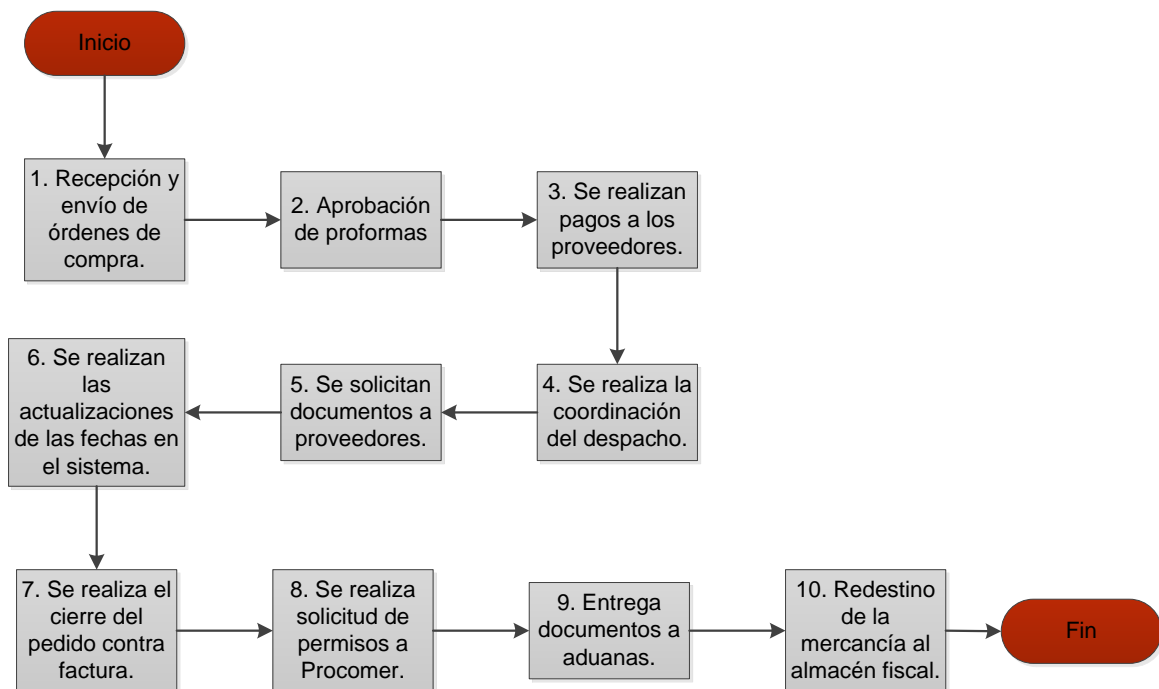 Inicio
1. Recepción y
envío de
órdenes de
compra.
2. Aprobación
de proformas
3. Se realizan
pagos a los
proveedores.
4. Se realiza la
coordinación
del despacho.
5. Se solicitan
documentos a
proveedores.
6. Se realizan
las
actualizaciones
de las fechas en
el sistema.
7. Se realiza el
cierre del
pedido contra
factura.
8. Se realiza
solicitud de
permisos a
Procomer.
9. Entrega
documentos a
aduanas.
10. Redestino
de la
mercancía al
almacén fiscal.
Fin